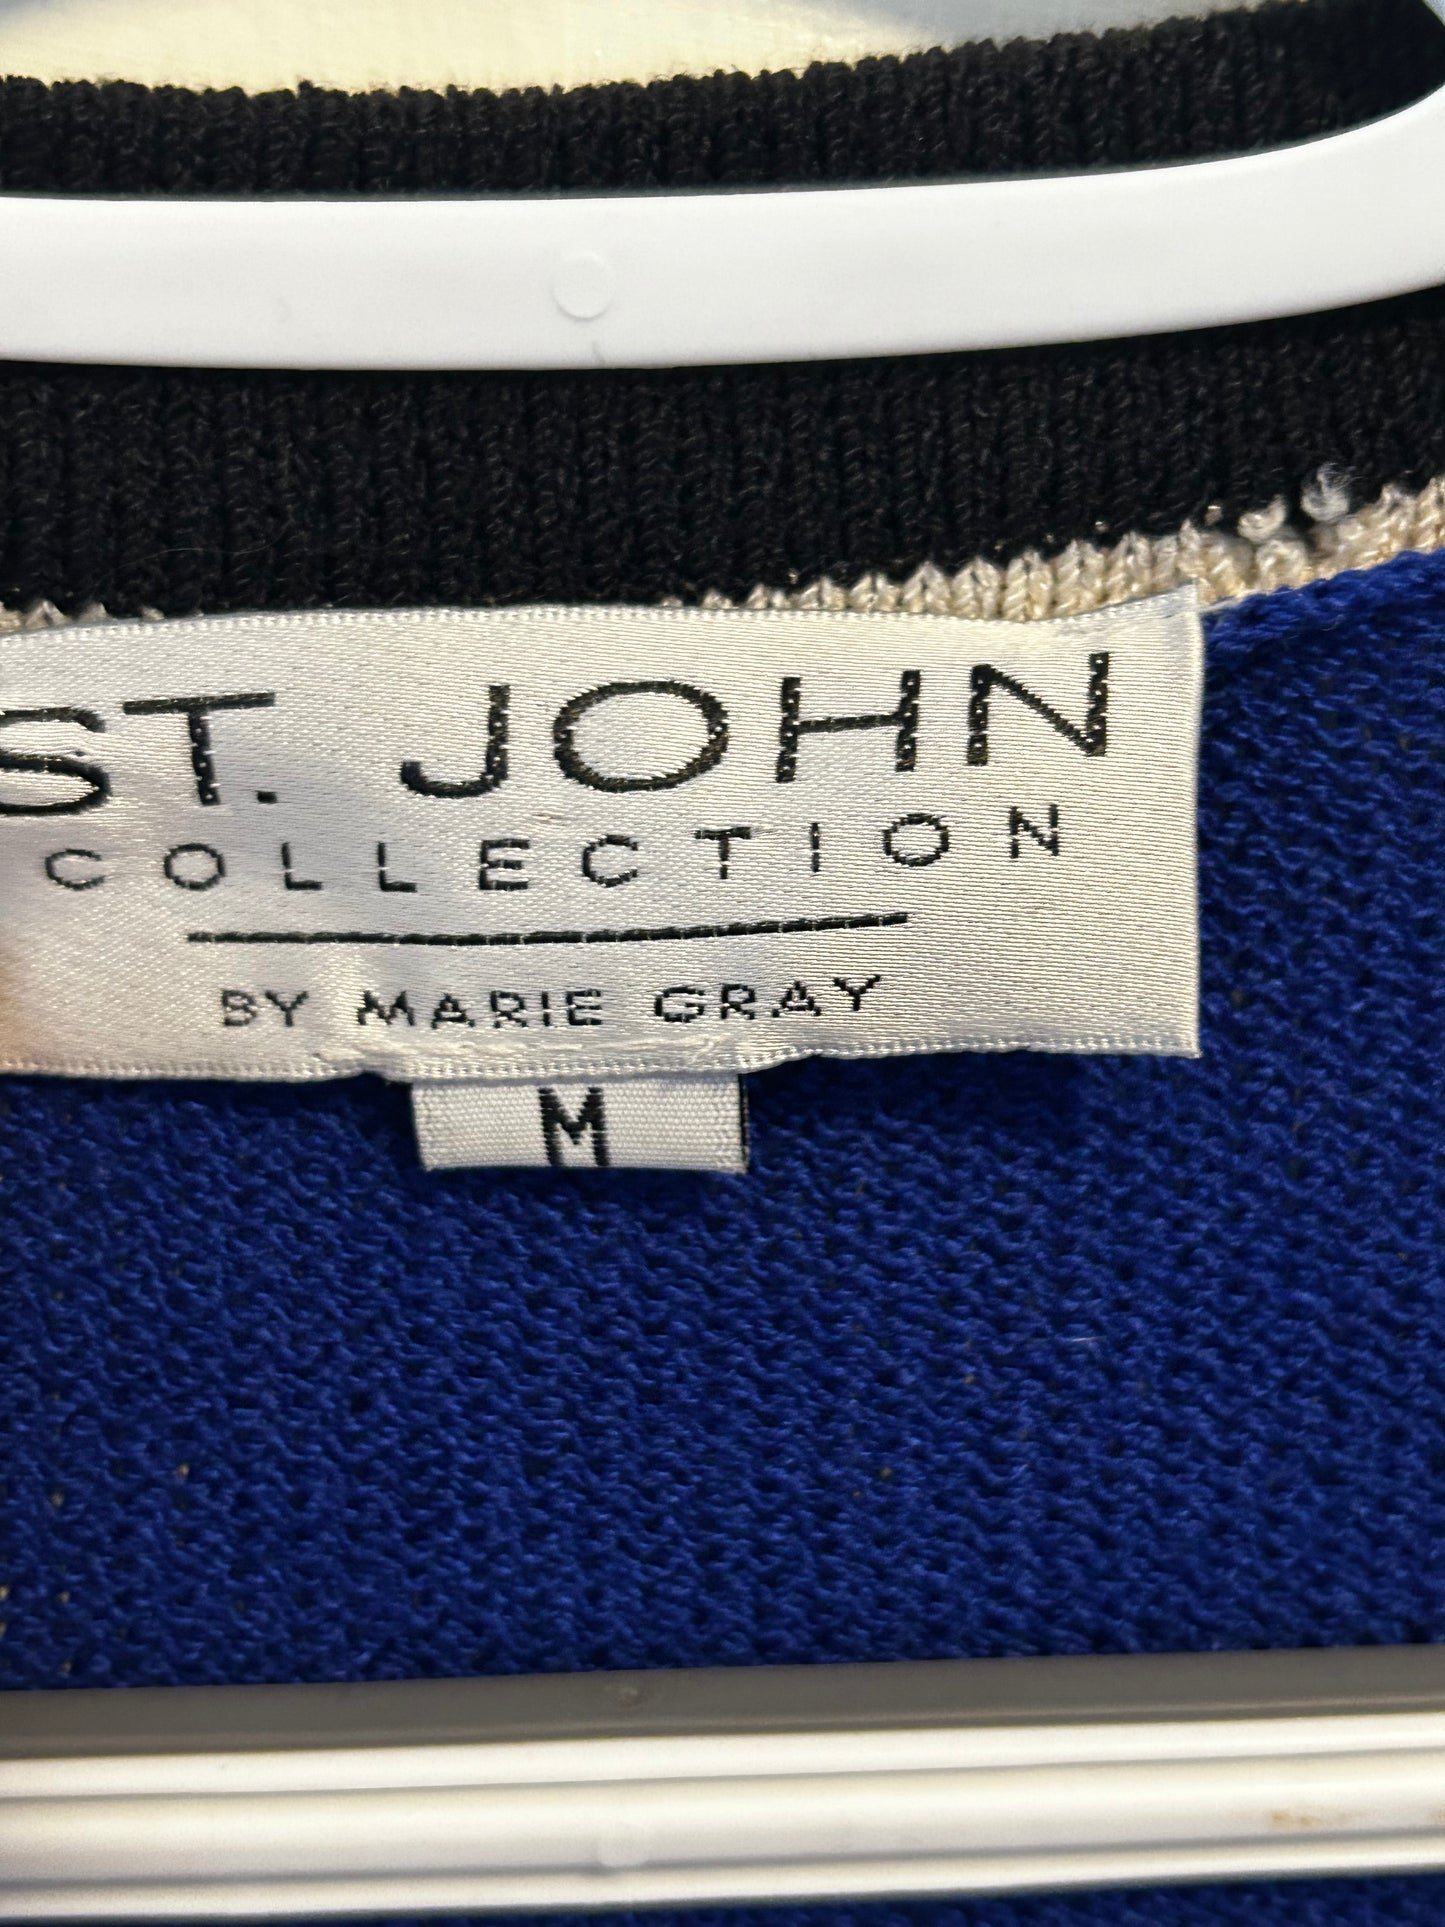 ST. JOHN
COLLECTION
BY MARIE GRAY
M